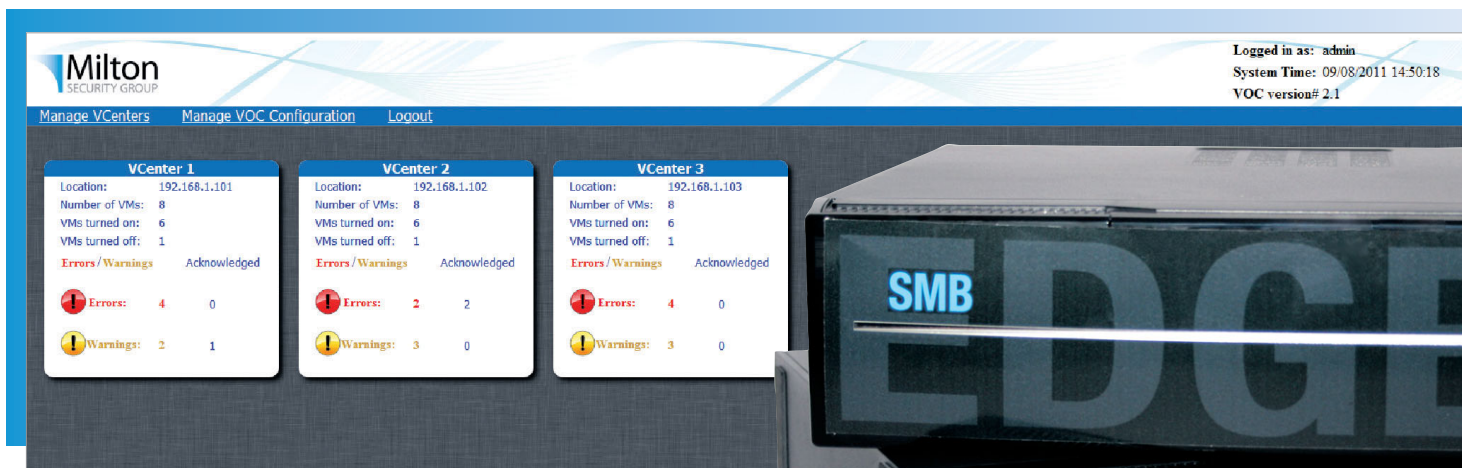 Milton
SECURITY GROUP
Logged in as: admin
System Time: 09/08/2011 14:50:18
VOC version# 2.1
Manage VCenters Manage VOC Configuration Logout
VCenter 1
Location: 192.168.1.101
Number of VMs: 8
VMs turned on: 6
VMs turned off: 1
Errors/Warnings Acknowledged
Errors: 4 0
Warnings: 2 1
VCenter 2
Location: 192.168.1.102
Number of VMs: 8
VMs turned on: 6
VMs turned off: 1
Errors/Warnings Acknowledged
Errors: 2 2
Warnings: 3 0
VCenter 3
Location: 192.168.1.103
Number of VMs: 8
VMs turned on: 6
VMs turned off: 1
Errors/Warnings Acknowledged
Errors: 4 0
Warnings: 3 0
SMB
EDGE